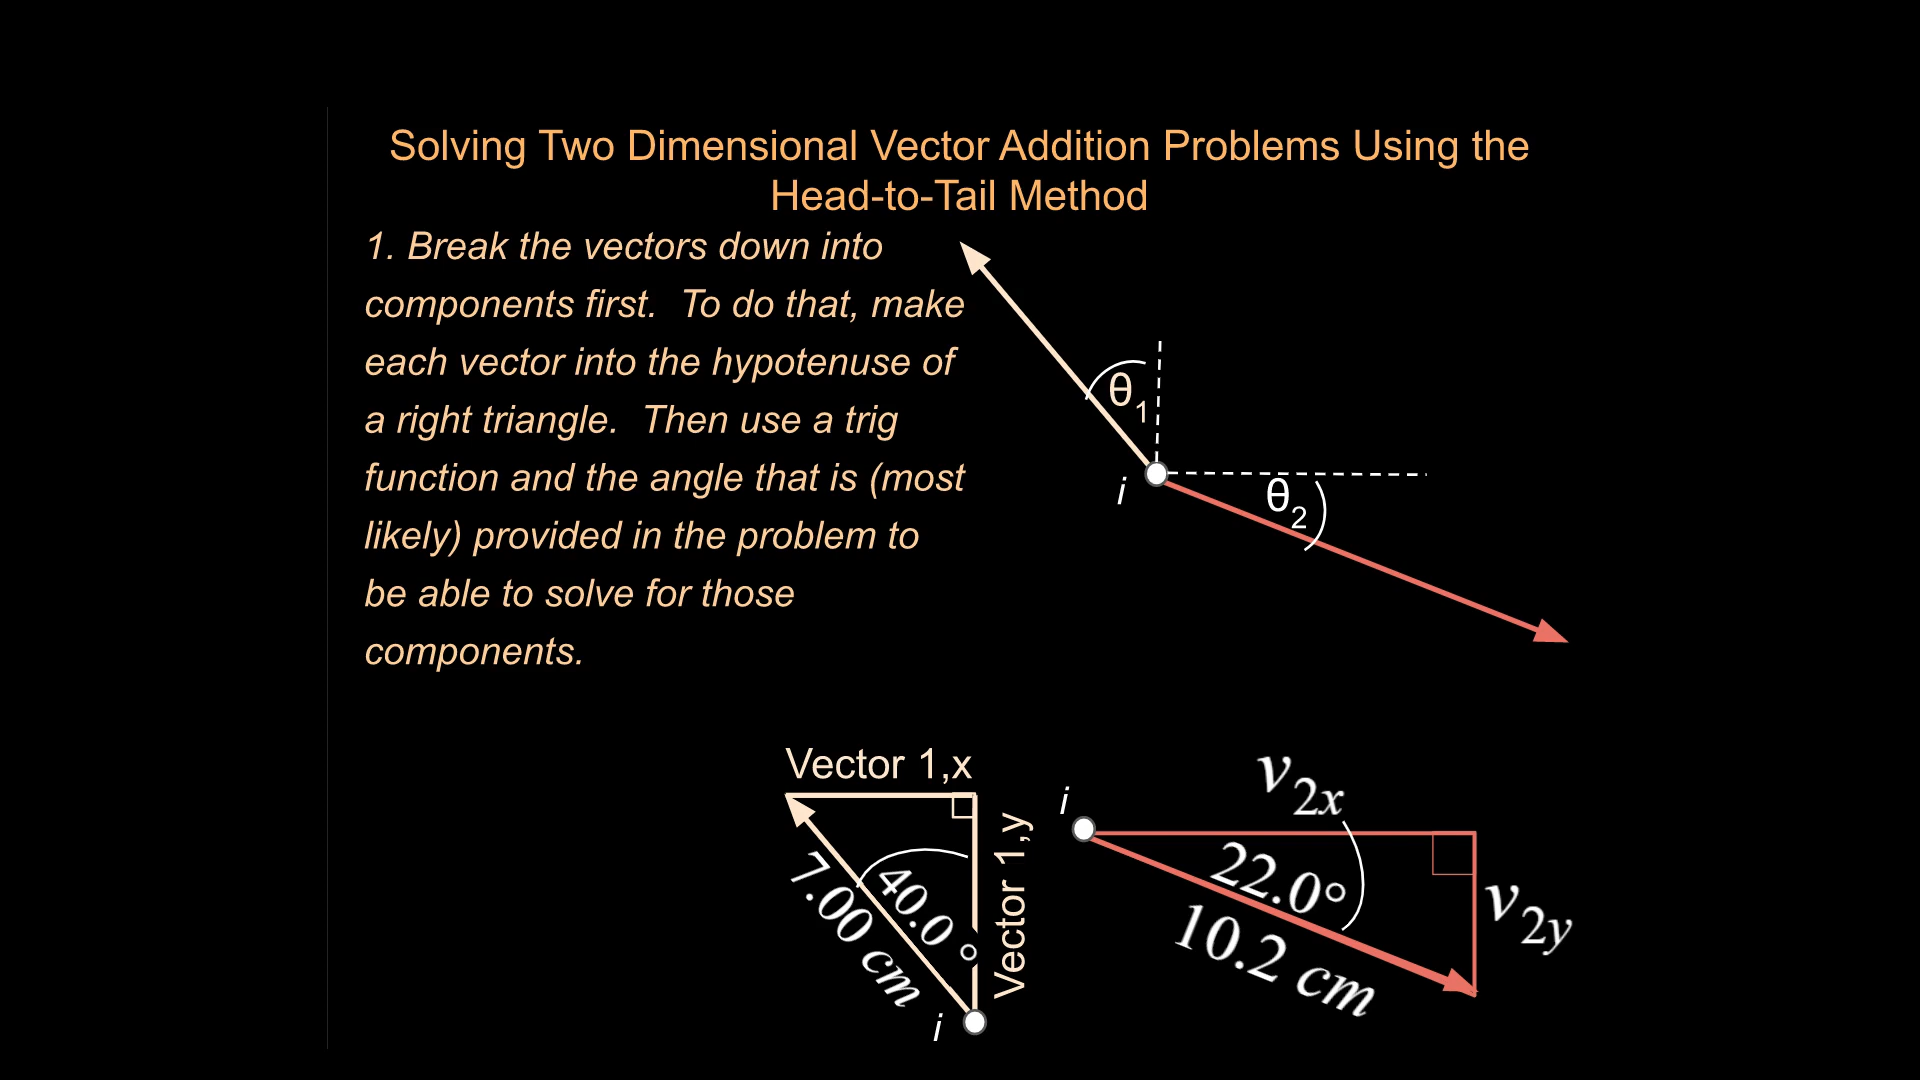 Solving Two Dimensional Vector Addition Problems Using the
Head-to-Tail Method
1. Break the vectors down into
components first.  To do that, make
each vector into the hypotenuse of
a right triangle.  Then use a trig
function and the angle that is (most
likely) provided in the problem to
be able to solve for those
components.
θ1
i
θ2
Vector 1,x
Vector 1,y
40.0 °
7.00 cm
i
i
v2x
22.0°
10.2 cm
v2y